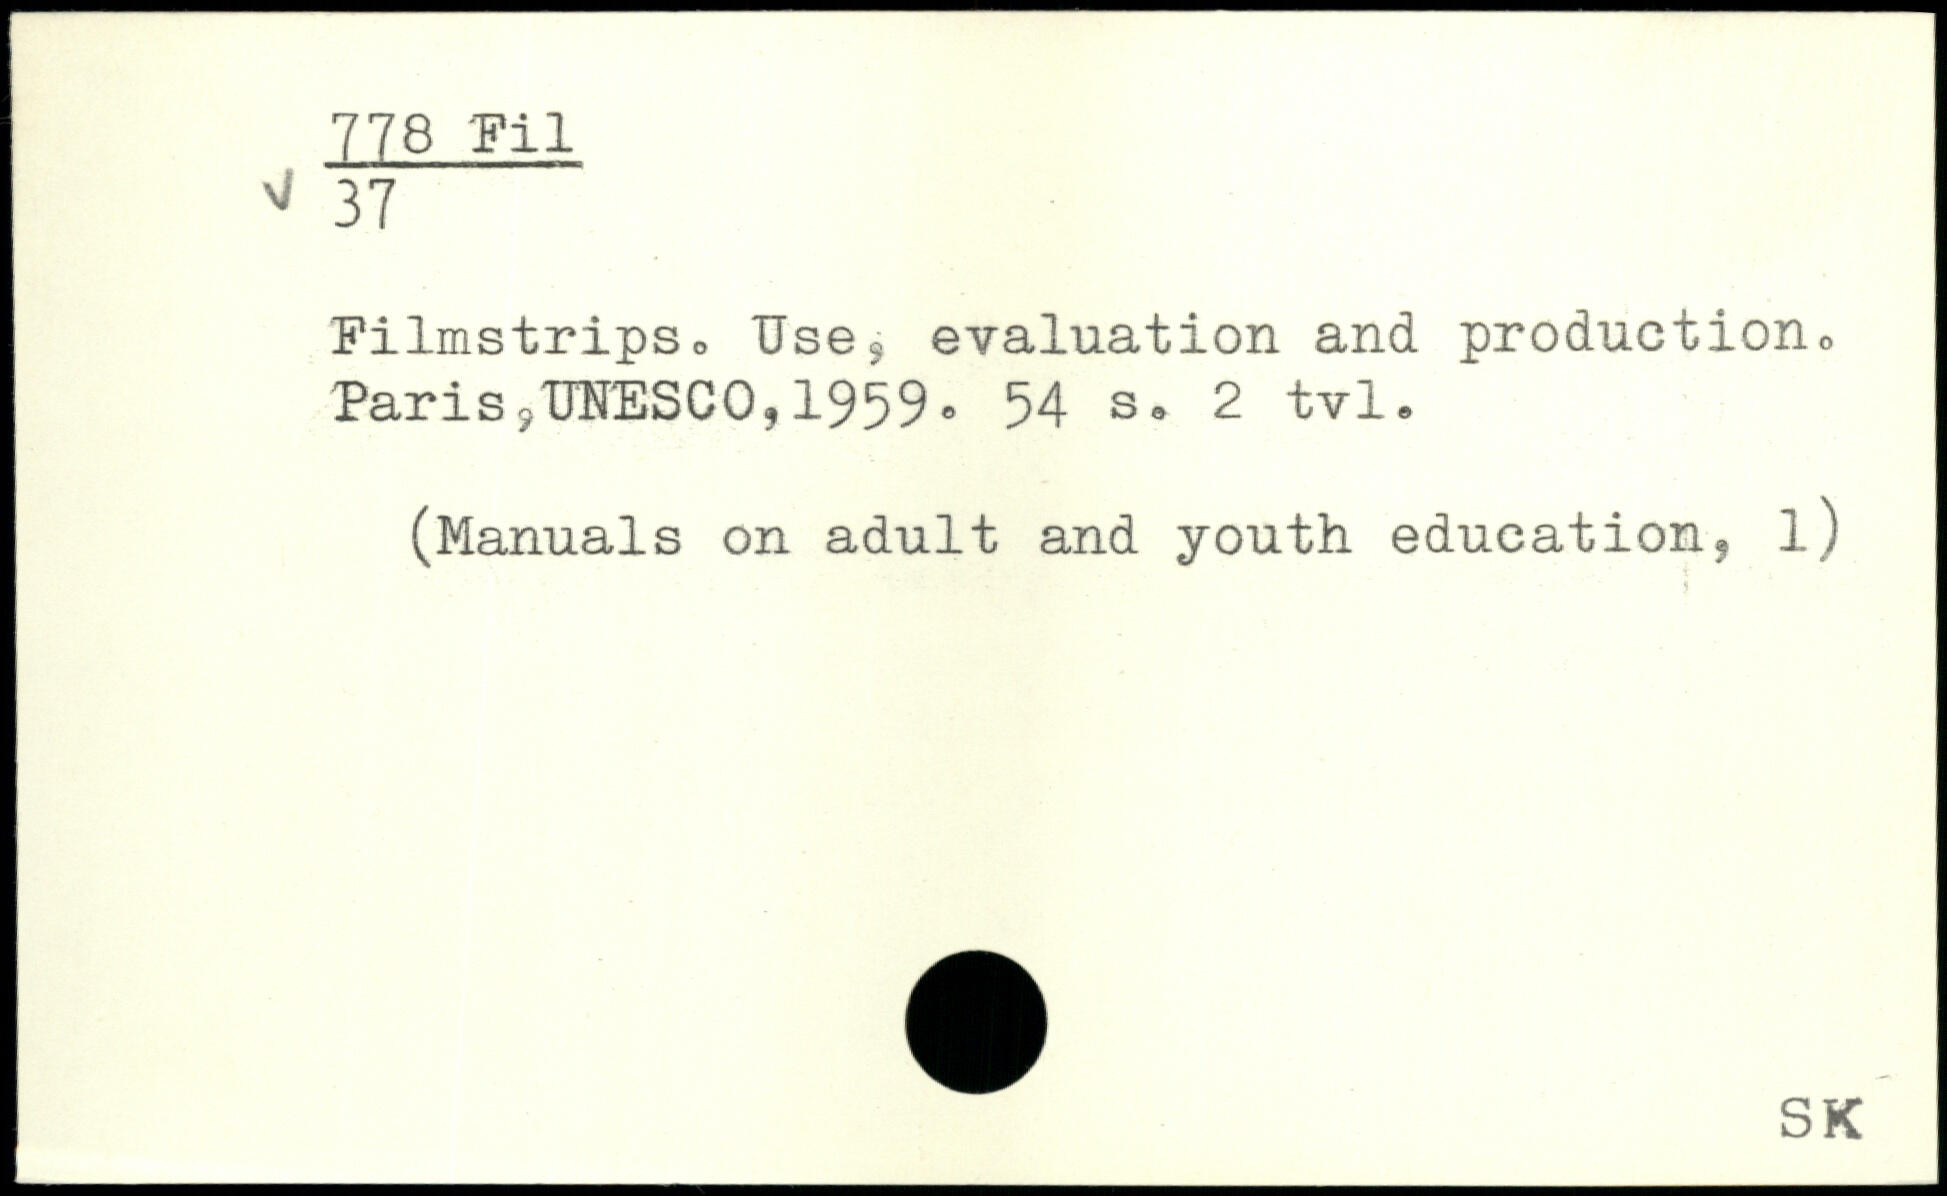 778 Fil
✓ 37
Filmstrips. Use, evaluation and production.
Paris,UNESCO,1959. 54 s. 2 tvl.
(Manuals on adult and youth education, 1)
SK